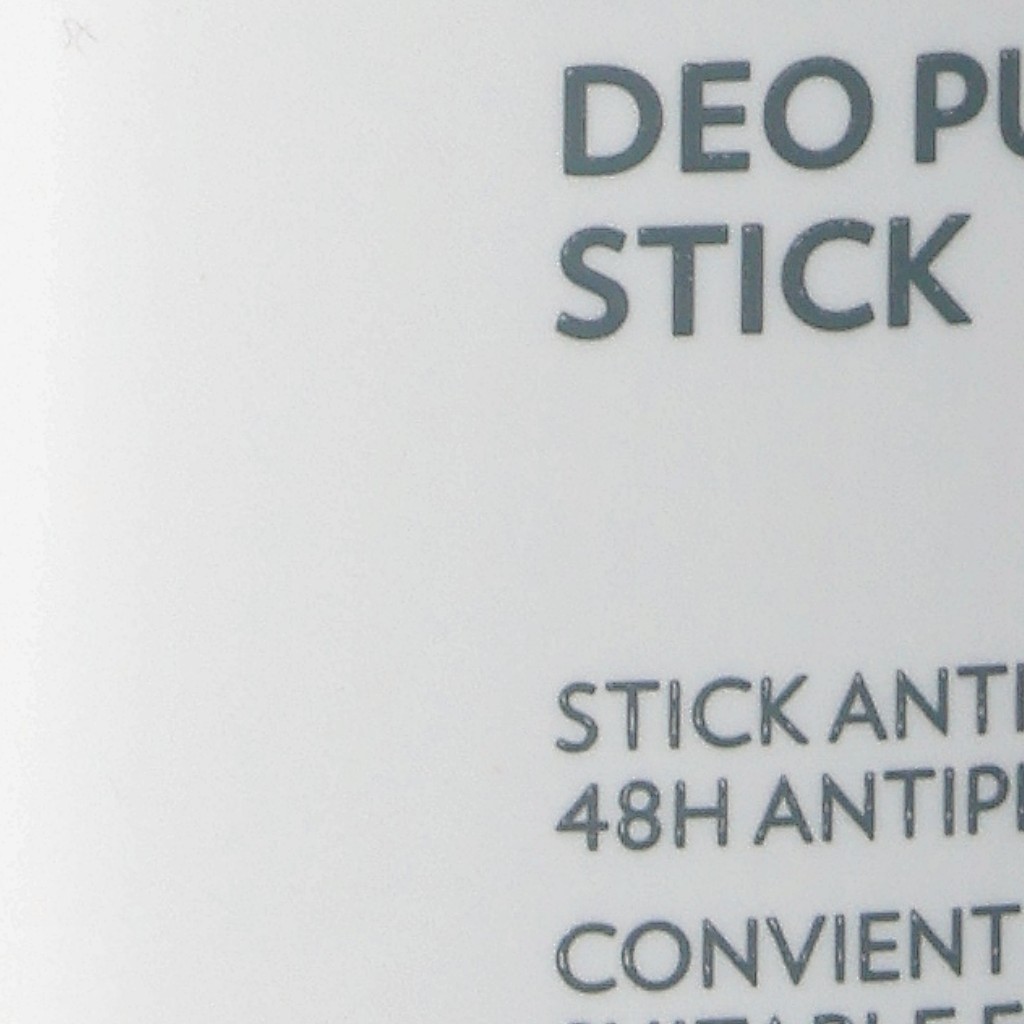 DEO PU
STICK
STICK ANTI
48H ANTIP
CONVIENT